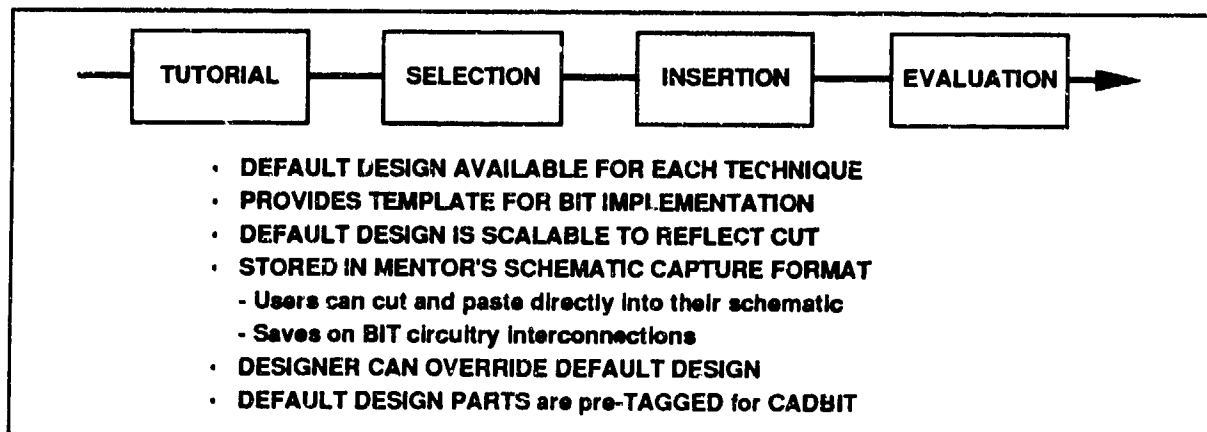 TUTORIAL SELECTION INSERTION EVALUATION
· DEFAULT DESIGN AVAILABLE FOR EACH TECHNIQUE
· PROVIDES TEMPLATE FOR BIT IMPLEMENTATION
· DEFAULT DESIGN IS SCALABLE TO REFLECT CUT
· STORED IN MENTOR'S SCHEMATIC CAPTURE FORMAT
- Users can cut and paste directly into their schematic
- Saves on BIT circuitry interconnections
· DESIGNER CAN OVERRIDE DEFAULT DESIGN
· DEFAULT DESIGN PARTS are pre-TAGGED for CADBIT